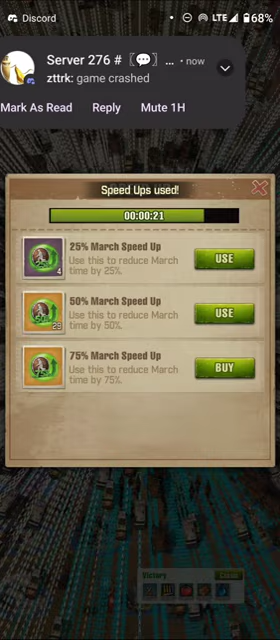 Discord
LTE 68%
Server 276 # 〖💬〗 ... • now
zttrk: game crashed
Mark As Read Reply Mute 1H
Speed Ups used!
00:00:21
25% March Speed Up
Use this to reduce March
time by 25%.
4
USE
50% March Speed Up
Use this to reduce March
time by 50%.
USE
75% March Speed Up
Use this to reduce March
time by 75%.
BUY
Victory